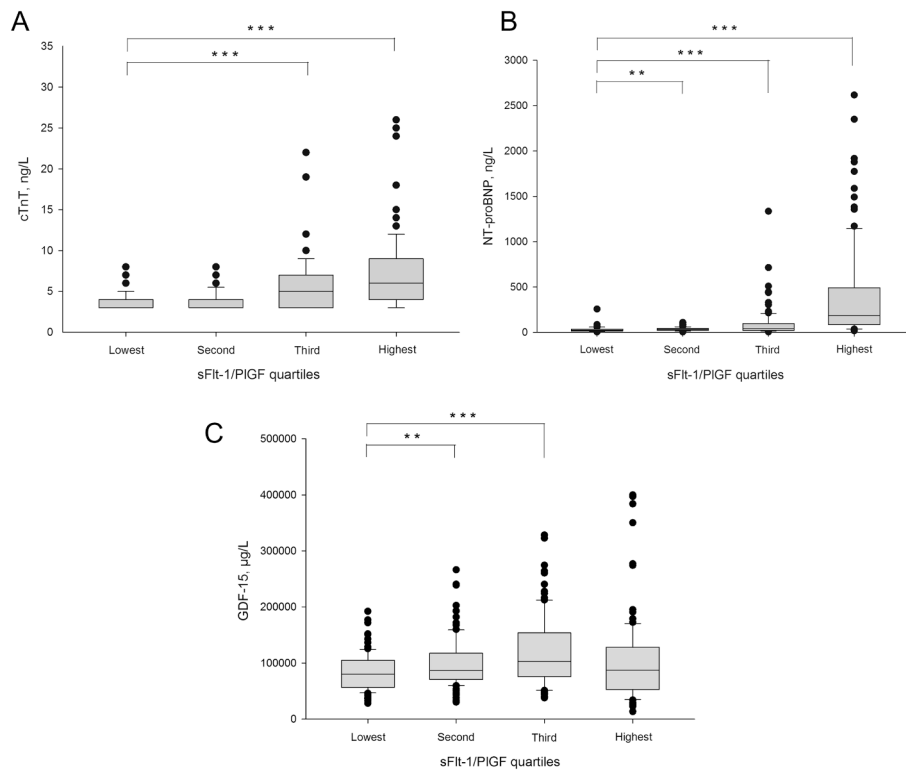 A
* * *
* * *
35
30
25
20
15
10
5
0
cTnT, ng/L
Lowest
Second
Third
Highest
sFlt-1/PlGF quartiles
B
* * *
* * *
* *
3000
2500
2000
1500
1000
500
0
NT-proBNP, ng/L
Lowest
Second
Third
Highest
sFlt-1/PlGF quartiles
C
* * *
* *
500000
400000
300000
200000
100000
0
GDF-15, µg/L
Lowest
Second
Third
Highest
sFlt-1/PlGF quartiles